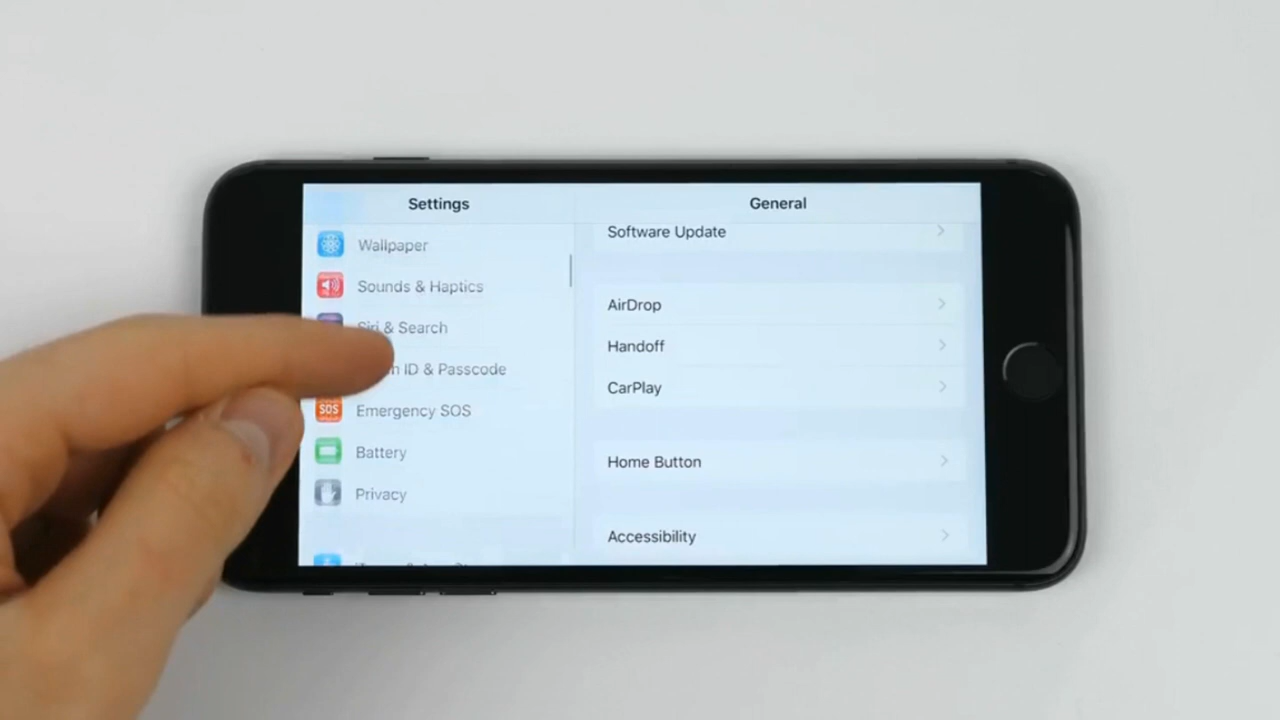 Settings
Wallpaper
Sounds & Haptics
Siri & Search
ID & Passcode
SOS Emergency SOS
Battery
Privacy
General
Software Update
AirDrop
Handoff
CarPlay
Home Button
Accessibility